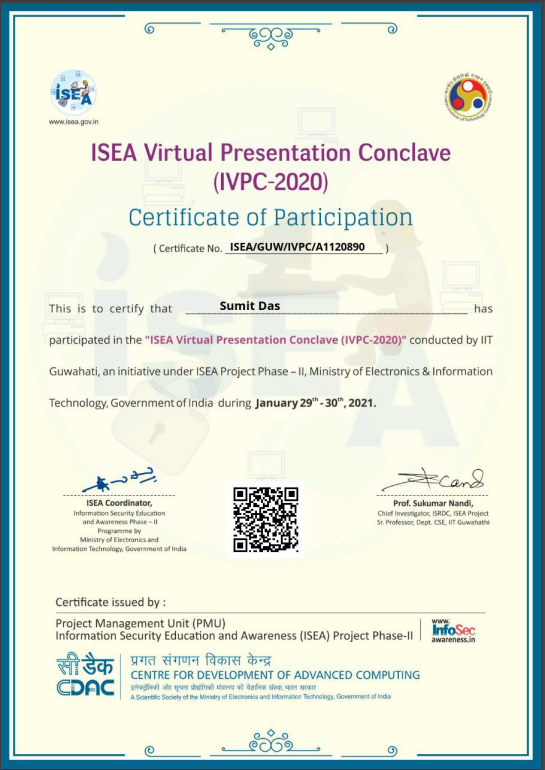 ISEA
www.isea.gov.in
ISEA Virtual Presentation Conclave
(IVPC-2020)
Certificate of Participation
( Certificate No. ISEA/GUW/IVPC/A1120890 )
This is to certify that Sumit Das has
participated in the "ISEA Virtual Presentation Conclave (IVPC-2020)" conducted by IIT
Guwahati, an initiative under ISEA Project Phase – II, Ministry of Electronics & Information
Technology, Government of India during January 29th - 30th, 2021.
ISEA Coordinator,
Information Security Education
and Awareness Phase – II
Programme by
Ministry of Electronics and
Information Technology, Government of India
Prof. Sukumar Nandi,
Chief Investigator, ISRDC, ISEA Project
Sr. Professor, Dept. CSE, IIT Guwahathi
Certificate issued by :
Project Management Unit (PMU)
Information Security Education and Awareness (ISEA) Project Phase-II
www.
InfoSec
awareness.in
सी डैक
CDAC
प्रगत संगणन विकास केन्द्र
CENTRE FOR DEVELOPMENT OF ADVANCED COMPUTING
इलेक्ट्रॉनिकी और सूचना प्रौद्योगिकी मंत्रालय की वैज्ञानिक संस्था, भारत सरकार
A Scientific Society of the Ministry of Electronics and Information Technology, Government of India